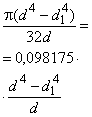 π(d⁴ − d₁⁴)
32d
=
= 0,098175 ·
· d⁴ − d₁⁴
d